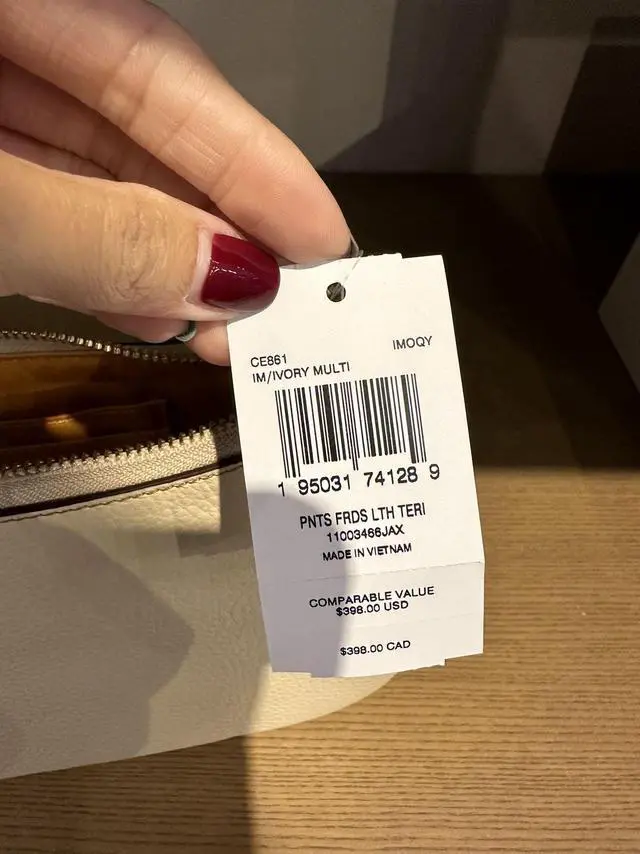 CE861 IMOQY
IM/IVORY MULTI
1 95031 74128 9
PNTS FRDS LTH TERI
11003466JAX
MADE IN VIETNAM
COMPARABLE VALUE
$398.00 USD
$398.00 CAD